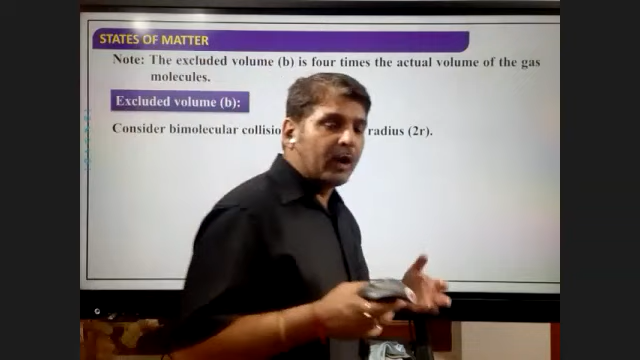 STATES OF MATTER
Note: The excluded volume (b) is four times the actual volume of the gas
molecules.
Excluded volume (b):
Consider bimolecular collisio radius (2r).